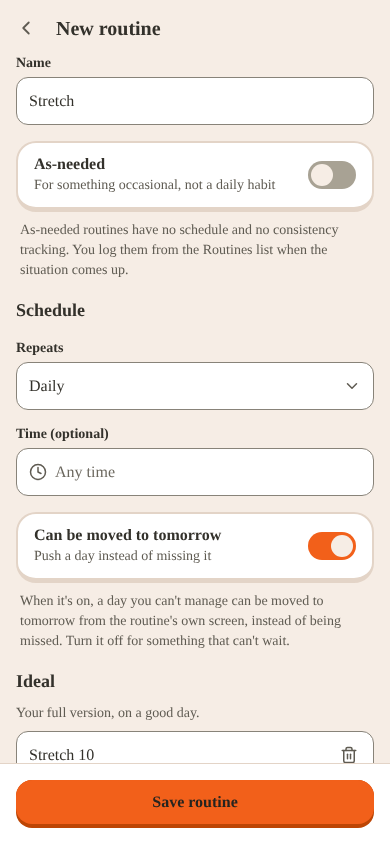 New routine
Name
Stretch
As-needed
For something occasional, not a daily habit
As-needed routines have no schedule and no consistency
tracking. You log them from the Routines list when the
situation comes up.
Schedule
Repeats
Daily
Time (optional)
Any time
Can be moved to tomorrow
Push a day instead of missing it
When it's on, a day you can't manage can be moved to
tomorrow from the routine's own screen, instead of being
missed. Turn it off for something that can't wait.
Ideal
Your full version, on a good day.
Stretch 10
Save routine